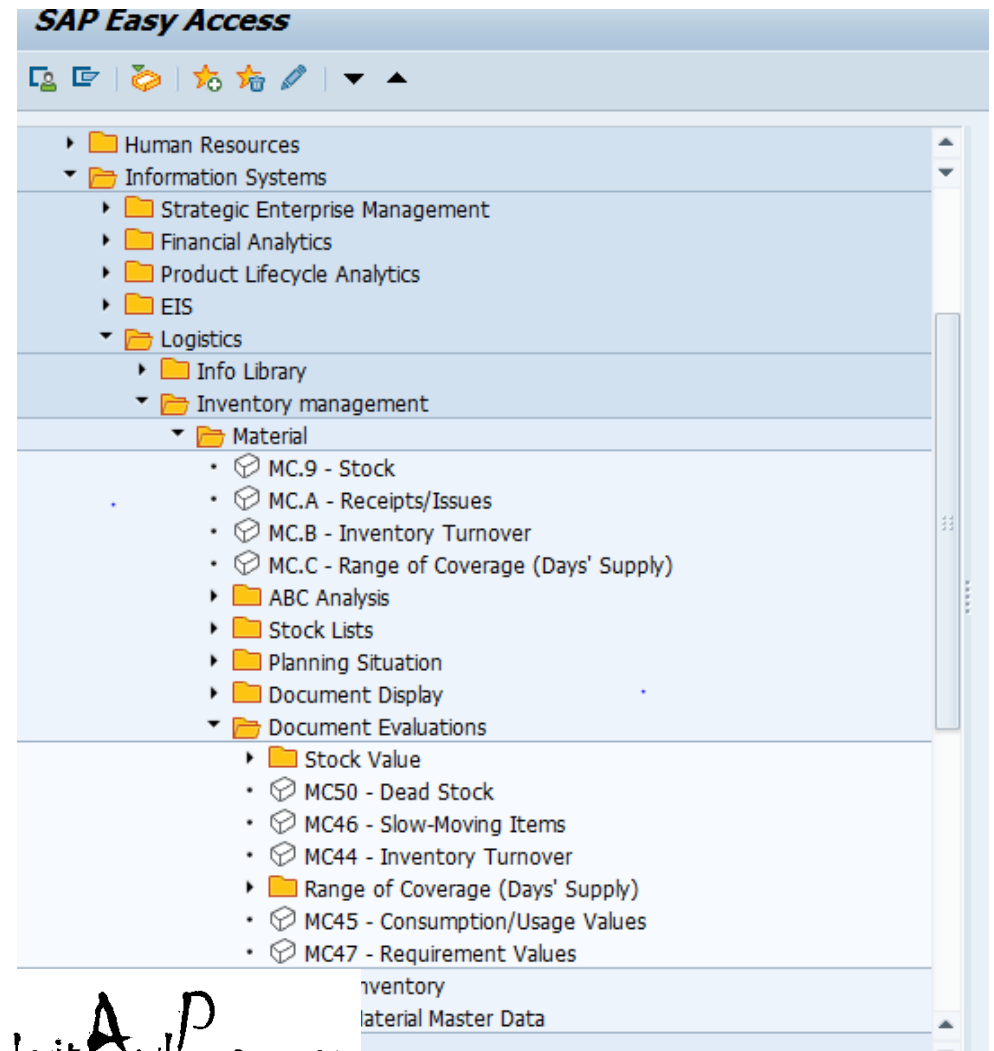 SAP Easy Access
Human Resources
Information Systems
Strategic Enterprise Management
Financial Analytics
Product Lifecycle Analytics
EIS
Logistics
Info Library
Inventory management
Material
MC.9 - Stock
MC.A - Receipts/Issues
MC.B - Inventory Turnover
MC.C - Range of Coverage (Days' Supply)
ABC Analysis
Stock Lists
Planning Situation
Document Display
Document Evaluations
Stock Value
MC50 - Dead Stock
MC46 - Slow-Moving Items
MC44 - Inventory Turnover
Range of Coverage (Days' Supply)
MC45 - Consumption/Usage Values
MC47 - Requirement Values
nventory
laterial Master Data